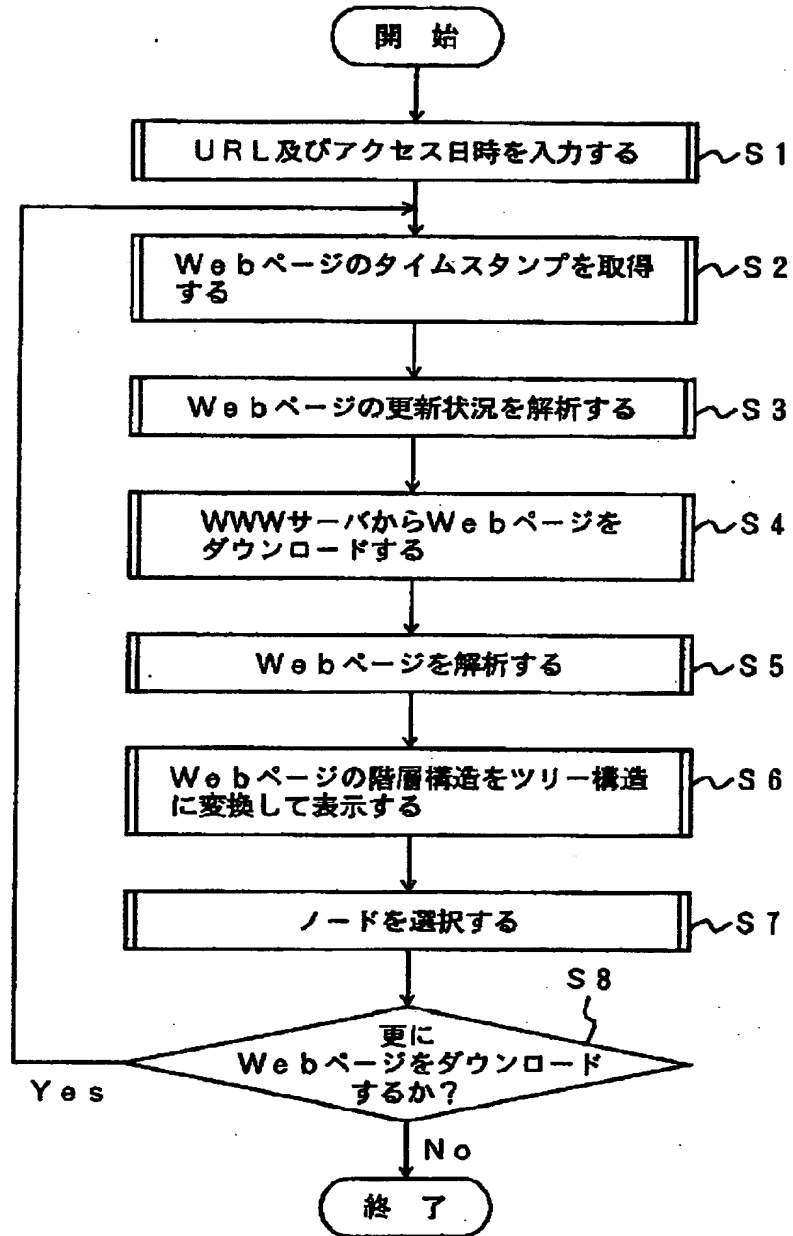 開 始
URL及びアクセス日時を入力する
S1
Webページのタイムスタンプを取得
する
S2
Webページの更新状況を解析する
S3
WWWサーバからWebページを
ダウンロードする
S4
Webページを解析する
S5
Webページの階層構造をツリー構造
に変換して表示する
S6
ノードを選択する
S7
S8
更に
Webページをダウンロード
するか?
Yes
No
終 了